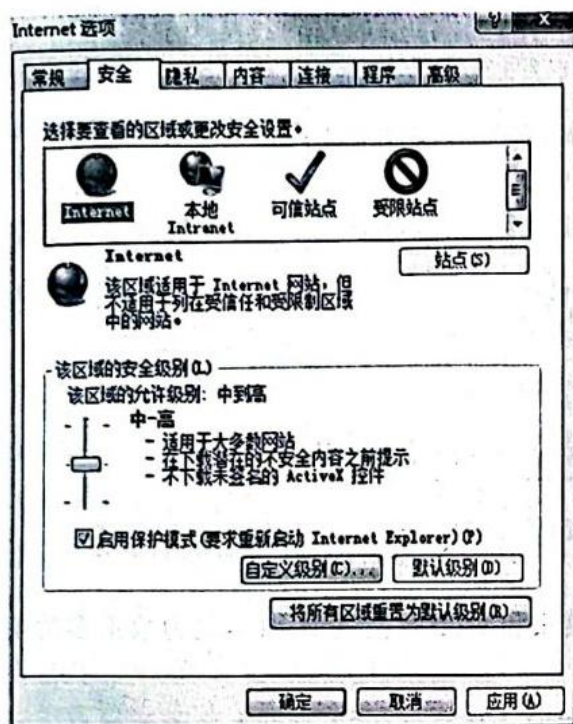 Internet 选项
常规 安全 隐私 内容 连接 程序 高级
选择要查看的区域或更改安全设置。
Internet 本地 Intranet 可信站点 受限站点
Internet
站点(S)
该区域适用于 Internet 网站，但
不适用于列在受信任和受限制区域
中的网站。
该区域的安全级别(L)
该区域的允许级别: 中到高
中-高
- 适用于大多数网站
- 在下载潜在的不安全内容之前提示
- 不下载未签名的 ActiveX 控件
启用保护模式(要求重新启动 Internet Explorer)(P)
自定义级别(C)... 默认级别(D)
将所有区域重置为默认级别(R)
确定 取消 应用(A)